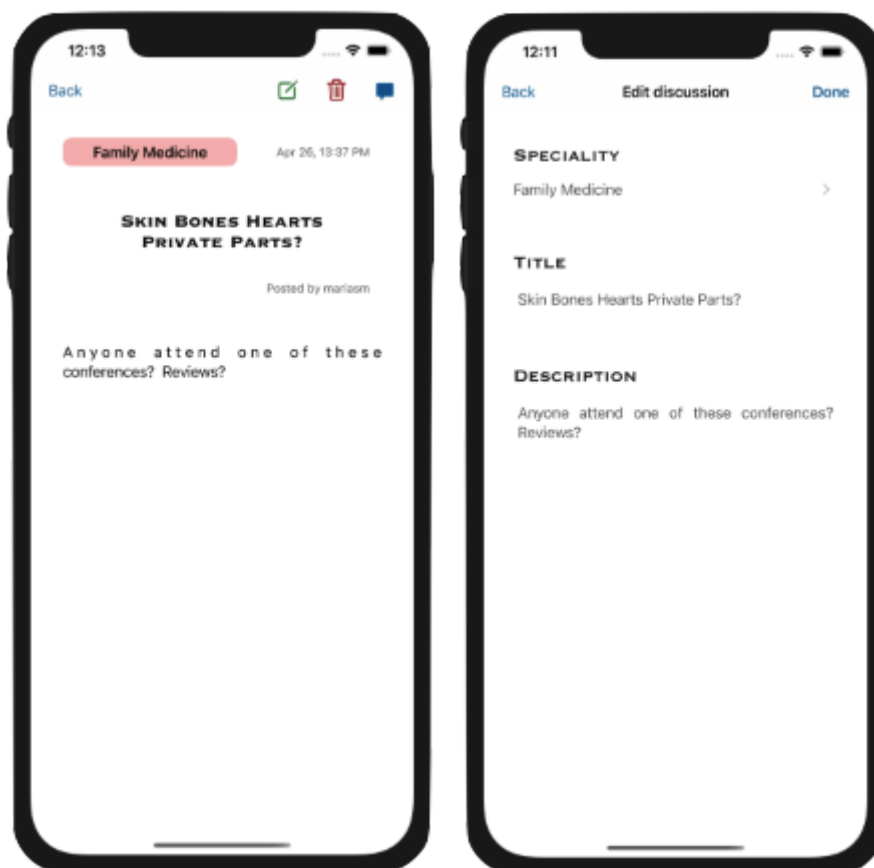 12:13
Back
Family Medicine
Apr 26, 13:37 PM
Skin Bones Hearts
Private Parts?
Posted by mariasm
Anyone attend one of these
conferences? Reviews?
12:11
Back
Edit discussion
Done
Speciality
Family Medicine
Title
Skin Bones Hearts Private Parts?
Description
Anyone attend one of these conferences?
Reviews?